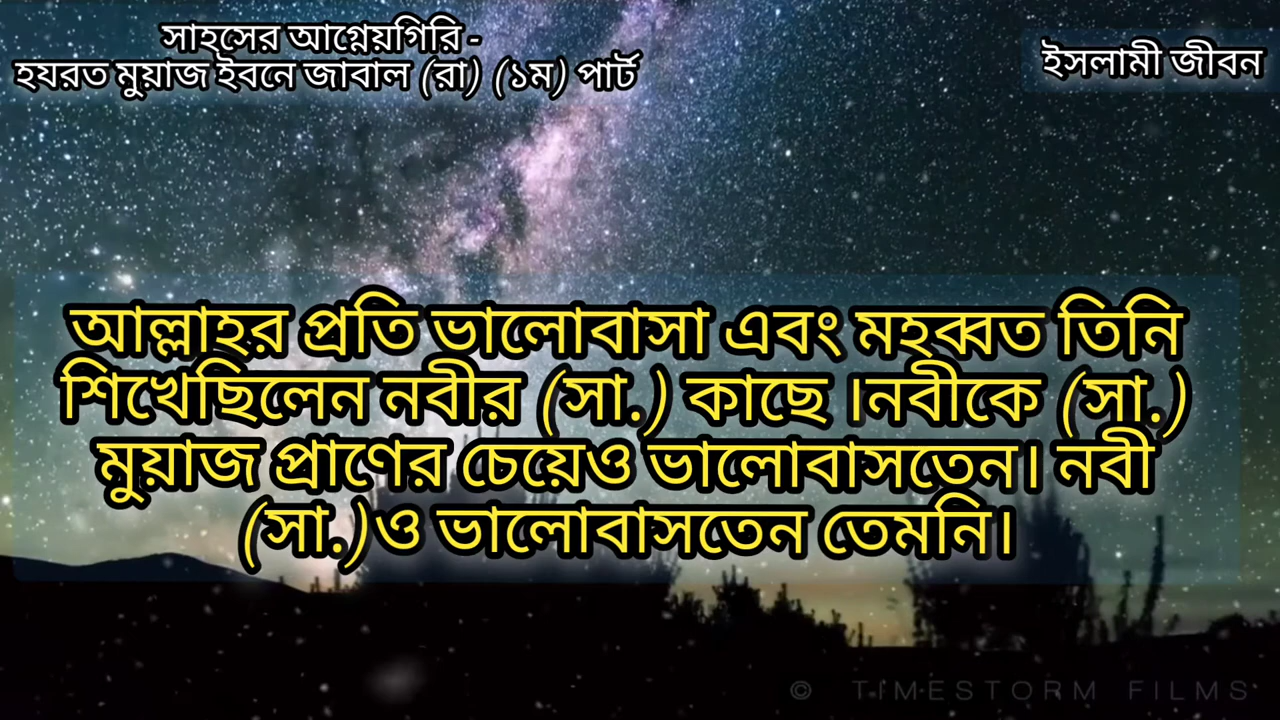 সাহসের আগ্নেয়গিরি -
হযরত মুয়াজ ইবনে জাবাল (রা) (১ম) পার্ট
ইসলামী জীবন
আল্লাহর প্রতি ভালোবাসা এবং মহব্বত তিনি
শিখেছিলেন নবীর (সা.) কাছে ।নবীকে (সা.)
মুয়াজ প্রাণের চেয়েও ভালোবাসতেন। নবী
(সা.)ও ভালোবাসতেন তেমনি।
© TIMESTORM FILMS